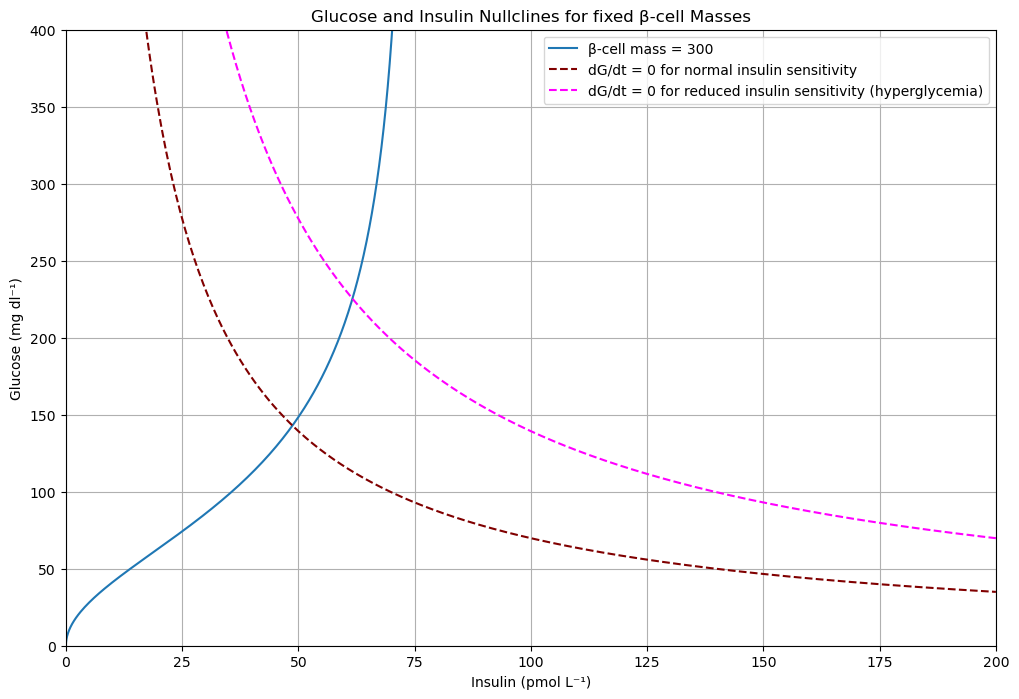 Glucose and Insulin Nullclines for fixed β-cell Masses
β-cell mass = 300
dG/dt = 0 for normal insulin sensitivity
dG/dt = 0 for reduced insulin sensitivity (hyperglycemia)
Glucose (mg dl⁻¹)
400
350
300
250
200
150
100
50
0
0 25 50 75 100 125 150 175 200
Insulin (pmol L⁻¹)